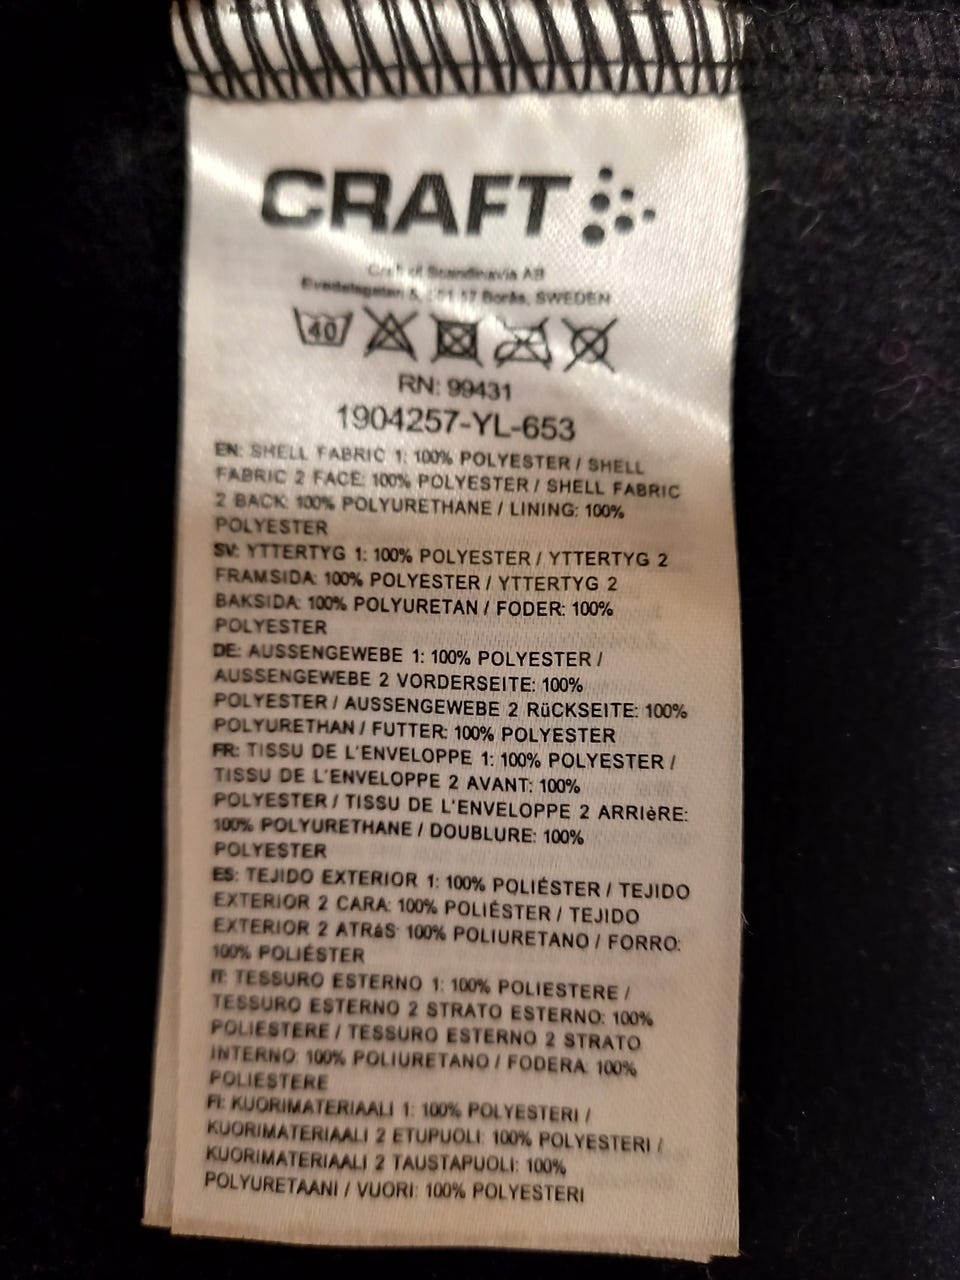 CRAFT
Craft of Scandinavia AB
Evedalsgatan 5, 501 17 Borås, SWEDEN
40
RN: 99431
1904257-YL-653
EN: SHELL FABRIC 1: 100% POLYESTER / SHELL
FABRIC 2 FACE: 100% POLYESTER / SHELL FABRIC
2 BACK: 100% POLYURETHANE / LINING: 100%
POLYESTER
SV: YTTERTYG 1: 100% POLYESTER / YTTERTYG 2
FRAMSIDA: 100% POLYESTER / YTTERTYG 2
BAKSIDA: 100% POLYURETAN / FODER: 100%
POLYESTER
DE: AUSSENGEWEBE 1: 100% POLYESTER /
AUSSENGEWEBE 2 VORDERSEITE: 100%
POLYESTER / AUSSENGEWEBE 2 RüCKSEITE: 100%
POLYURETHAN / FUTTER: 100% POLYESTER
FR: TISSU DE L'ENVELOPPE 1: 100% POLYESTER /
TISSU DE L'ENVELOPPE 2 AVANT: 100%
POLYESTER / TISSU DE L'ENVELOPPE 2 ARRIèRE:
100% POLYURETHANE / DOUBLURE: 100%
POLYESTER
ES: TEJIDO EXTERIOR 1: 100% POLIÉSTER / TEJIDO
EXTERIOR 2 CARA: 100% POLIÉSTER / TEJIDO
EXTERIOR 2 ATRáS: 100% POLIURETANO / FORRO:
100% POLIÉSTER
IT: TESSURO ESTERNO 1: 100% POLIESTERE /
TESSURO ESTERNO 2 STRATO ESTERNO: 100%
POLIESTERE / TESSURO ESTERNO 2 STRATO
INTERNO: 100% POLIURETANO / FODERA: 100%
POLIESTERE
FI: KUORIMATERIAALI 1: 100% POLYESTERI /
KUORIMATERIAALI 2 ETUPUOLI: 100% POLYESTERI /
KUORIMATERIAALI 2 TAUSTAPUOLI: 100%
POLYURETAANI / VUORI: 100% POLYESTERI